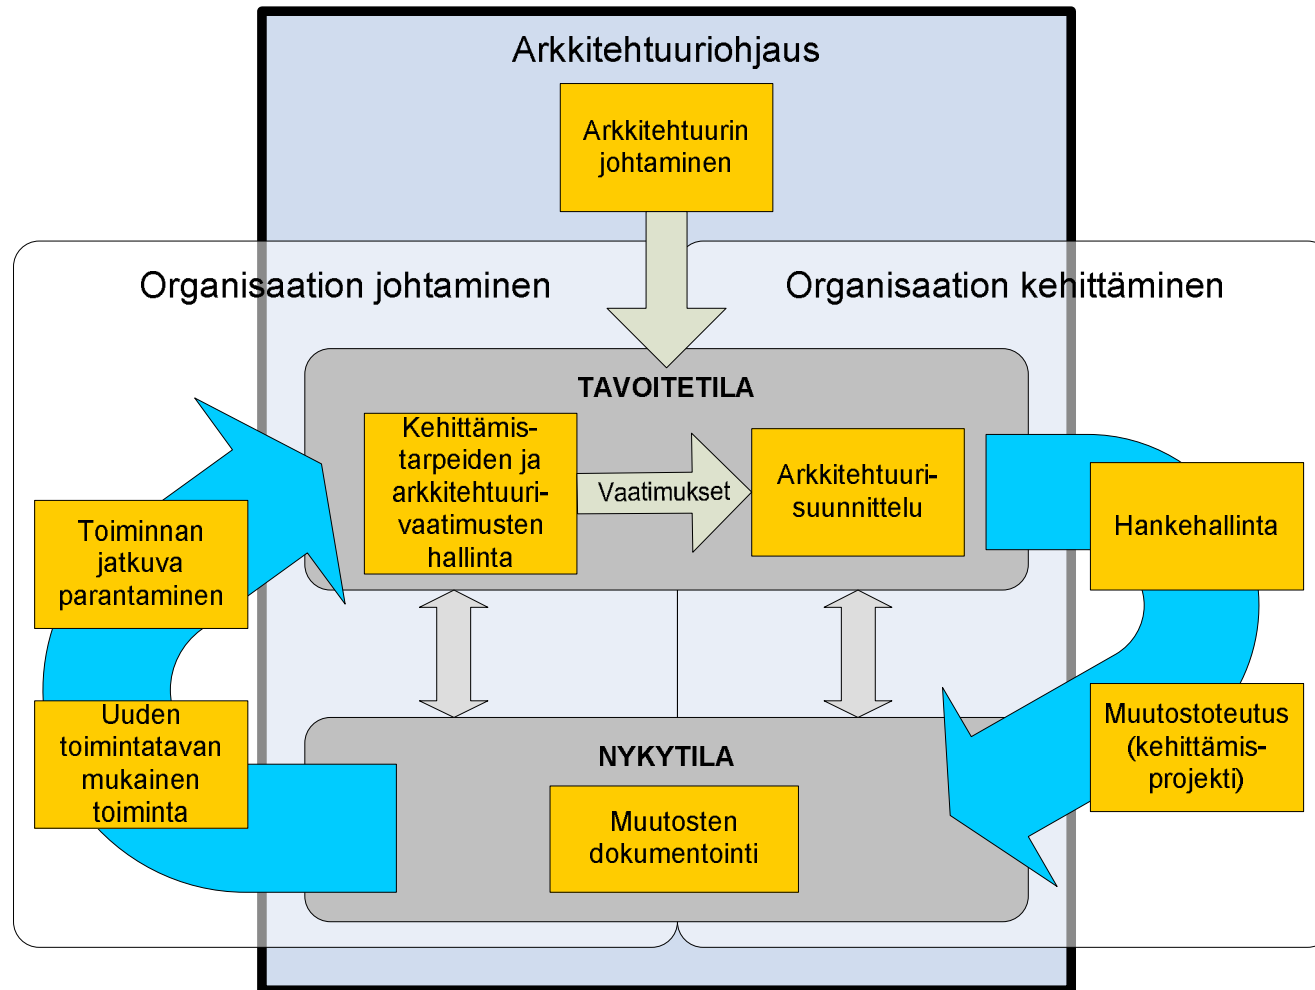 Arkkitehtuuriohjaus
Arkkitehtuurin
johtaminen
Organisaation johtaminen
Organisaation kehittäminen
TAVOITETILA
Kehittämis-
tarpeiden ja
arkkitehtuuri-
vaatimusten
hallinta
Vaatimukset
Arkkitehtuuri-
suunnittelu
Hankehallinta
Toiminnan
jatkuva
parantaminen
Uuden
toimintatavan
mukainen
toiminta
Muutostoteutus
(kehittämis-
projekti)
NYKYTILA
Muutosten
dokumentointi